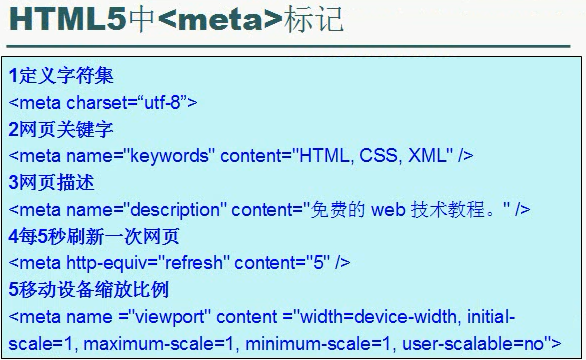 HTML5中<meta>标记
1定义字符集
<meta charset=“utf-8”>
2网页关键字
<meta name="keywords" content="HTML, CSS, XML" />
3网页描述
<meta name="description" content="免费的 web 技术教程。" />
4每5秒刷新一次网页
<meta http-equiv="refresh" content="5" />
5移动设备缩放比例
<meta name ="viewport" content ="width=device-width, initial-
scale=1, maximum-scale=1, minimum-scale=1, user-scalable=no">